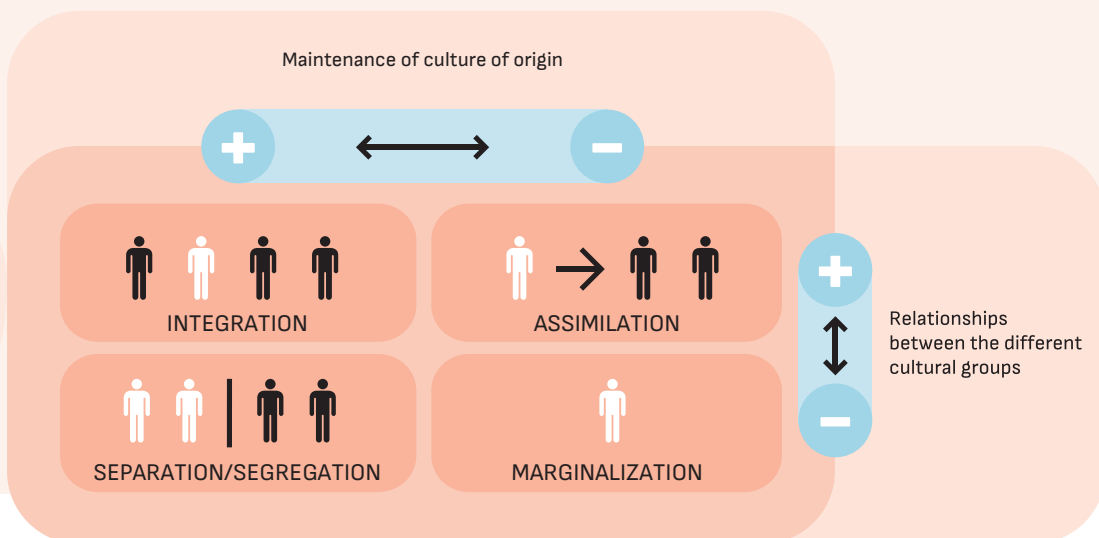 Maintenance of culture of origin
INTEGRATION
ASSIMILATION
Relationships
between the different
cultural groups
SEPARATION/SEGREGATION
MARGINALIZATION